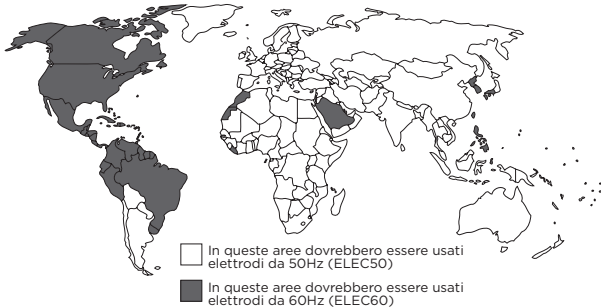 In queste aree dovrebbero essere usati
elettrodi da 50Hz (ELEC50)
In queste aree dovrebbero essere usati
elettrodi da 60Hz (ELEC60)